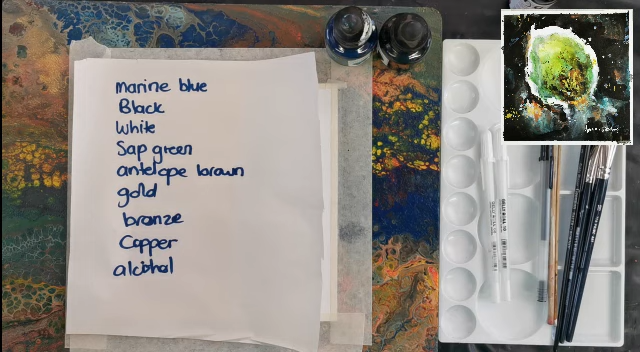 marine blue
Black
White
Sap green
antelope brown
gold
bronze
Copper
alcohol